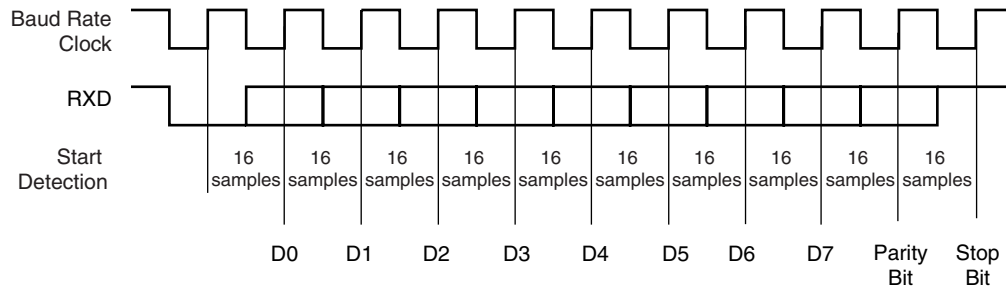 Baud Rate
Clock
RXD
Start
Detection
16 16 16 16 16 16 16 16 16 16
samples samples samples samples samples samples samples samples samples samples
D0 D1 D2 D3 D4 D5 D6 D7 Parity Stop
Bit Bit